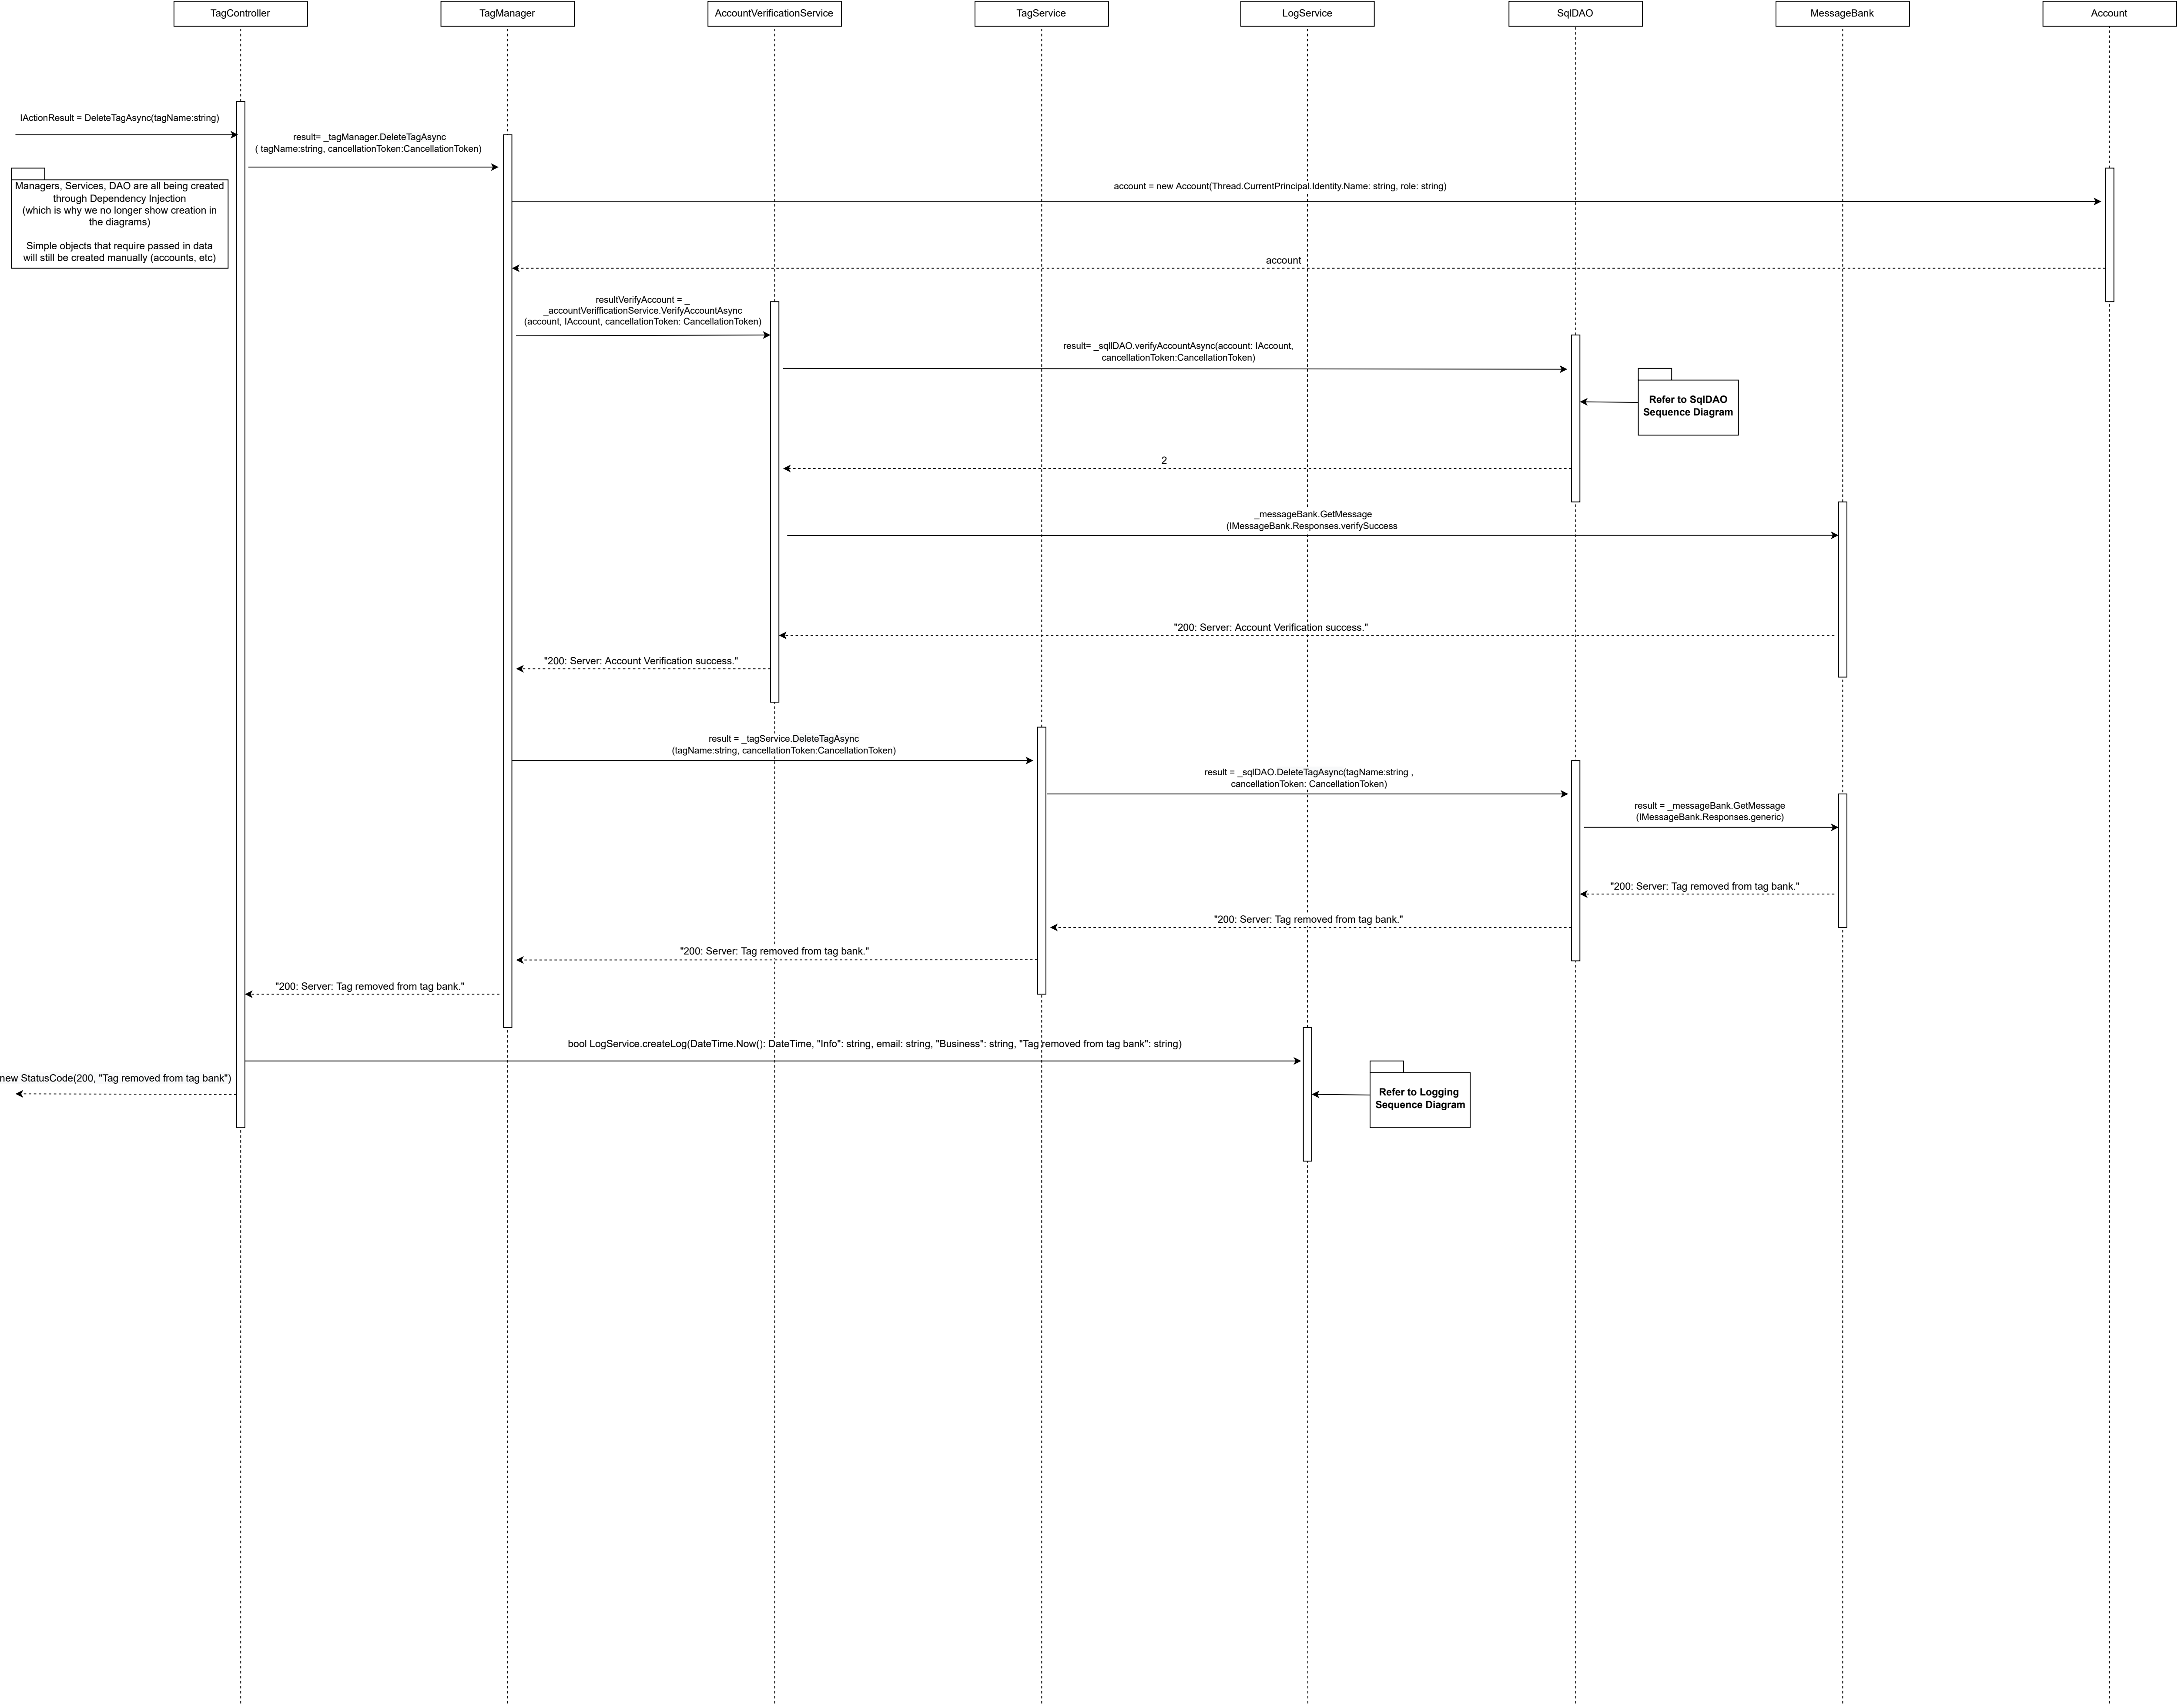 TagController
TagManager
AccountVerificationService
TagService
LogService
SqlDAO
MessageBank
Account
IActionResult = DeleteTagAsync(tagName:string)
result= _tagManager.DeleteTagAsync
( tagName:string, cancellationToken:CancellationToken)
Managers, Services, DAO are all being created
through Dependency Injection
(which is why we no longer show creation in
the diagrams)
Simple objects that require passed in data
will still be created manually (accounts, etc)
account = new Account(Thread.CurrentPrincipal.Identity.Name: string, role: string)
account
resultVerifyAccount = _
_accountVerifficationService.VerifyAccountAsync
(account, IAccount, cancellationToken: CancellationToken)
result= _sqllDAO.verifyAccountAsync(account: IAccount,
cancellationToken:CancellationToken)
Refer to SqlDAO
Sequence Diagram
2
_messageBank.GetMessage
(IMessageBank.Responses.verifySuccess
"200: Server: Account Verification success."
"200: Server: Account Verification success."
result = _tagService.DeleteTagAsync
(tagName:string, cancellationToken:CancellationToken)
result = _sqlDAO.DeleteTagAsync(tagName:string ,
cancellationToken: CancellationToken)
result = _messageBank.GetMessage
(IMessageBank.Responses.generic)
"200: Server: Tag removed from tag bank."
"200: Server: Tag removed from tag bank."
"200: Server: Tag removed from tag bank."
"200: Server: Tag removed from tag bank."
bool LogService.createLog(DateTime.Now(): DateTime, "Info": string, email: string, "Business": string, "Tag removed from tag bank": string)
new StatusCode(200, "Tag removed from tag bank")
Refer to Logging
Sequence Diagram